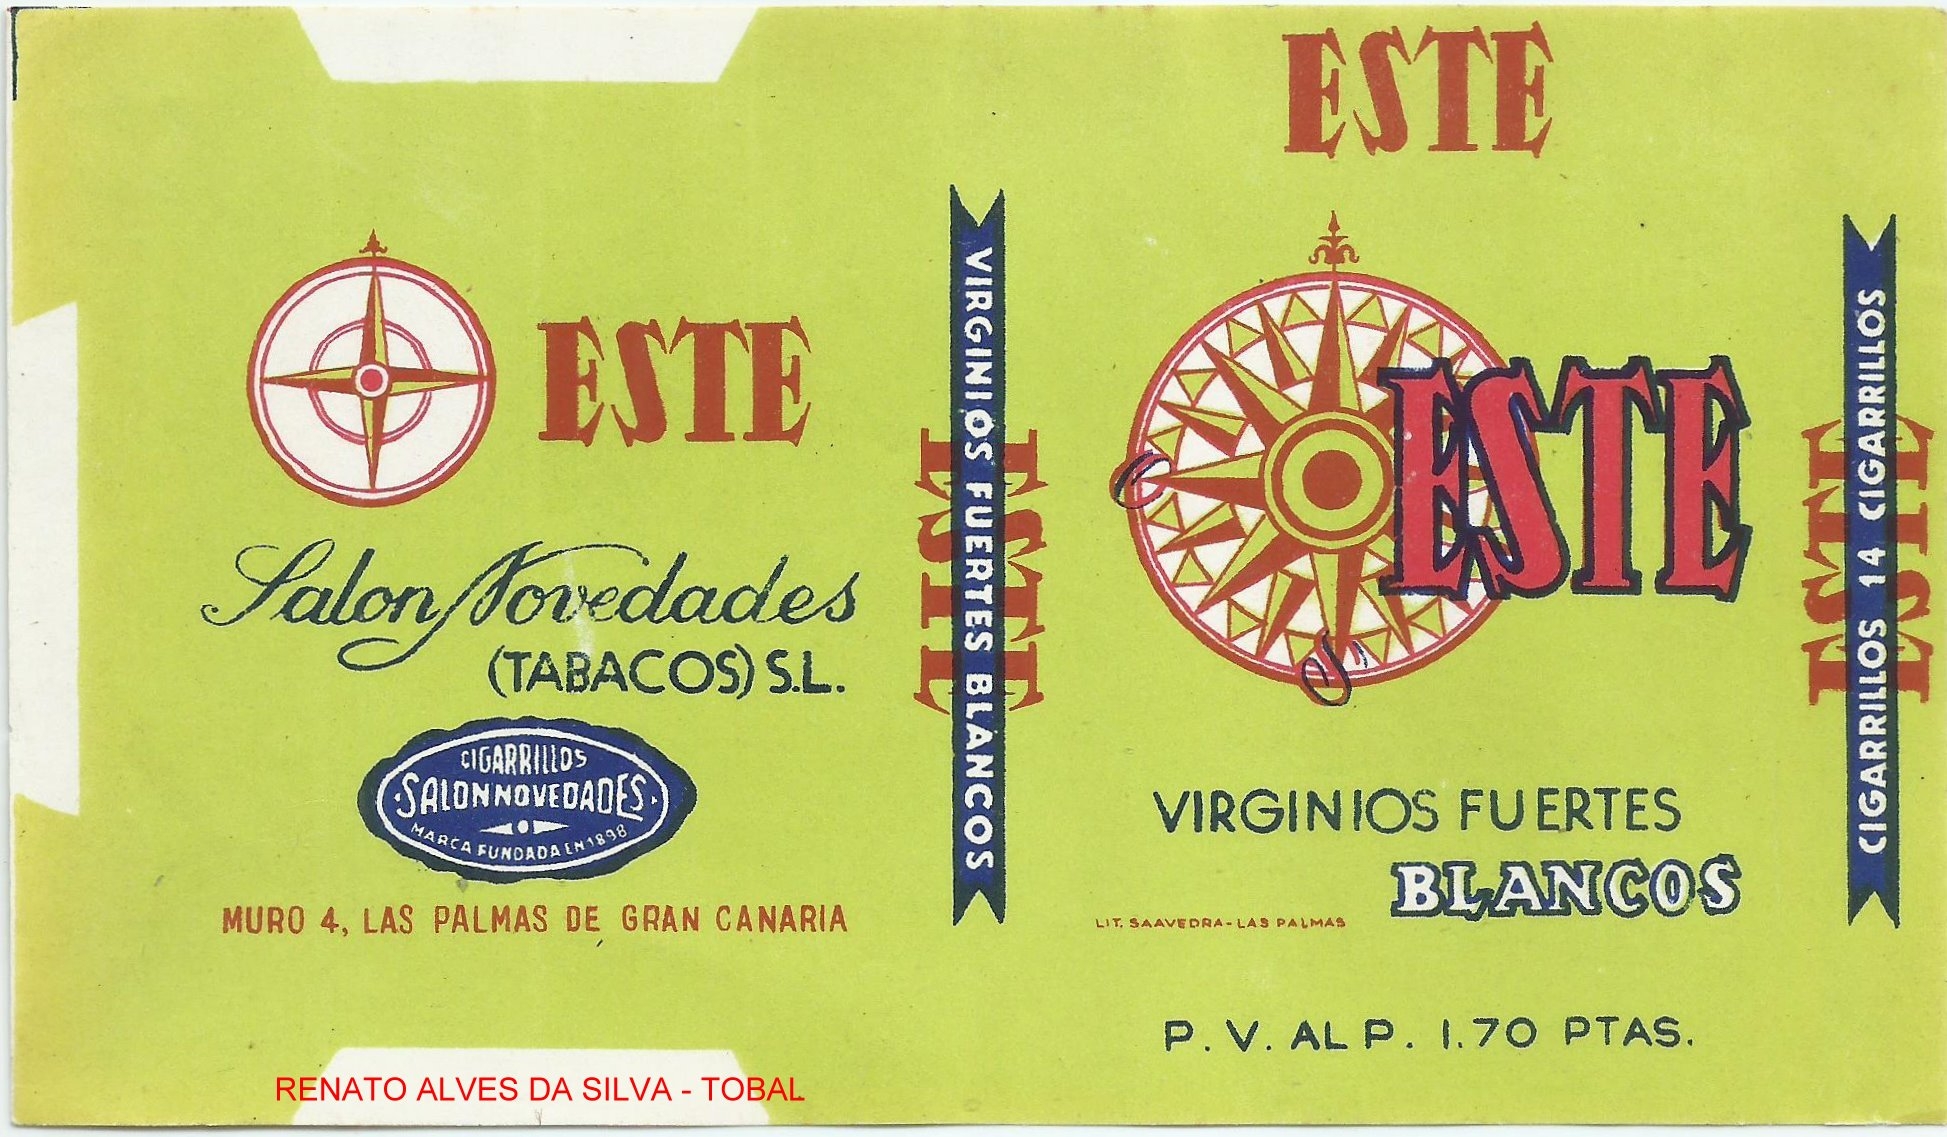 ESTE
Salon Novedades
(TABACOS) S.L.
CIGARRILLOS
SALON NOVEDADES
MARCA FUNDADA EN 1898
MURO 4, LAS PALMAS DE GRAN CANARIA
ESTE
VIRGINIOS FUERTES BLANCOS
ESTE
O
S
ESTE
VIRGINIOS FUERTES
BLANCOS
LIT. SAAVEDRA-LAS PALMAS
P. V. AL P. 1.70 PTAS.
ESTE
CIGARRILLOS 14 CIGARRILLOS
RENATO ALVES DA SILVA - TOBAL